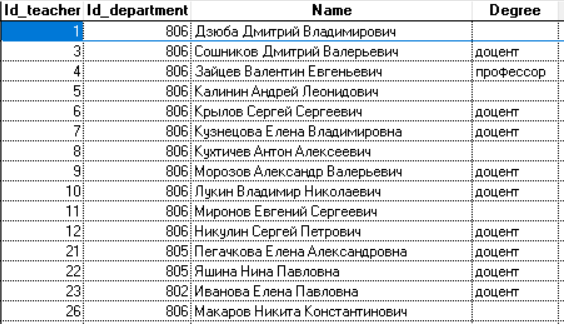 Id_teacher Id_department Name Degree
1 806 Дзюба Дмитрий Владимирович
3 806 Сошников Дмитрий Валерьевич доцент
4 806 Зайцев Валентин Евгеньевич профессор
5 806 Калинин Андрей Леонидович
6 806 Крылов Сергей Сергеевич доцент
7 806 Кузнецова Елена Владимировна доцент
8 806 Кухтичев Антон Алексеевич
9 806 Морозов Александр Валерьевич доцент
10 806 Лукин Владимир Николаевич доцент
11 806 Миронов Евгений Сергеевич
12 806 Никулин Сергей Петрович доцент
21 805 Пегачкова Елена Александровна доцент
22 805 Яшина Нина Павловна доцент
23 802 Иванова Елена Павловна доцент
26 806 Макаров Никита Константинович